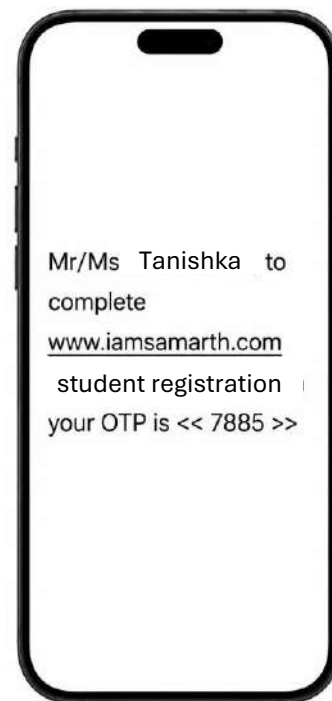 Mr/Ms Tanishka to
complete
www.iamsamarth.com
student registration
your OTP is << 7885 >>